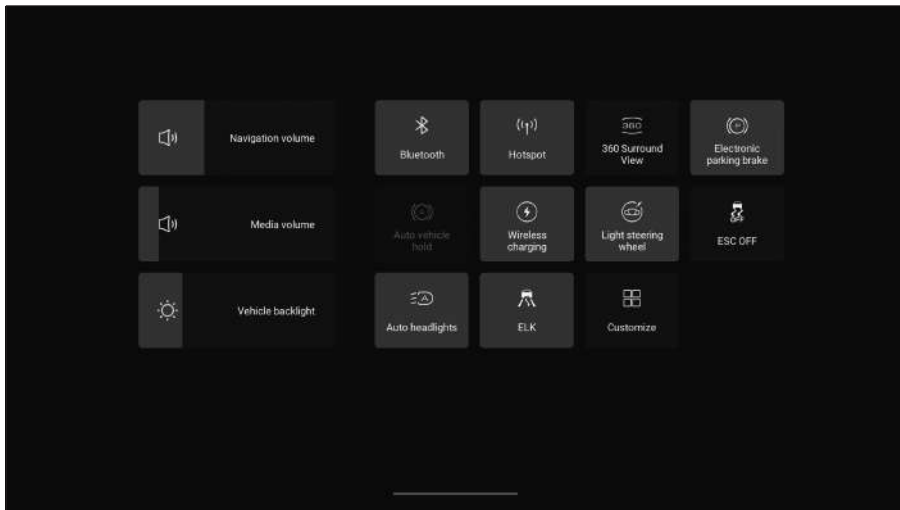 Navigation volume
Bluetooth
Hotspot
360
360 Surround
View
Electronic
parking brake
Media volume
Auto vehicle
hold
Wireless
charging
Light steering
wheel
OFF
ESC OFF
Vehicle backlight
A
Auto headlights
ELK
Customize